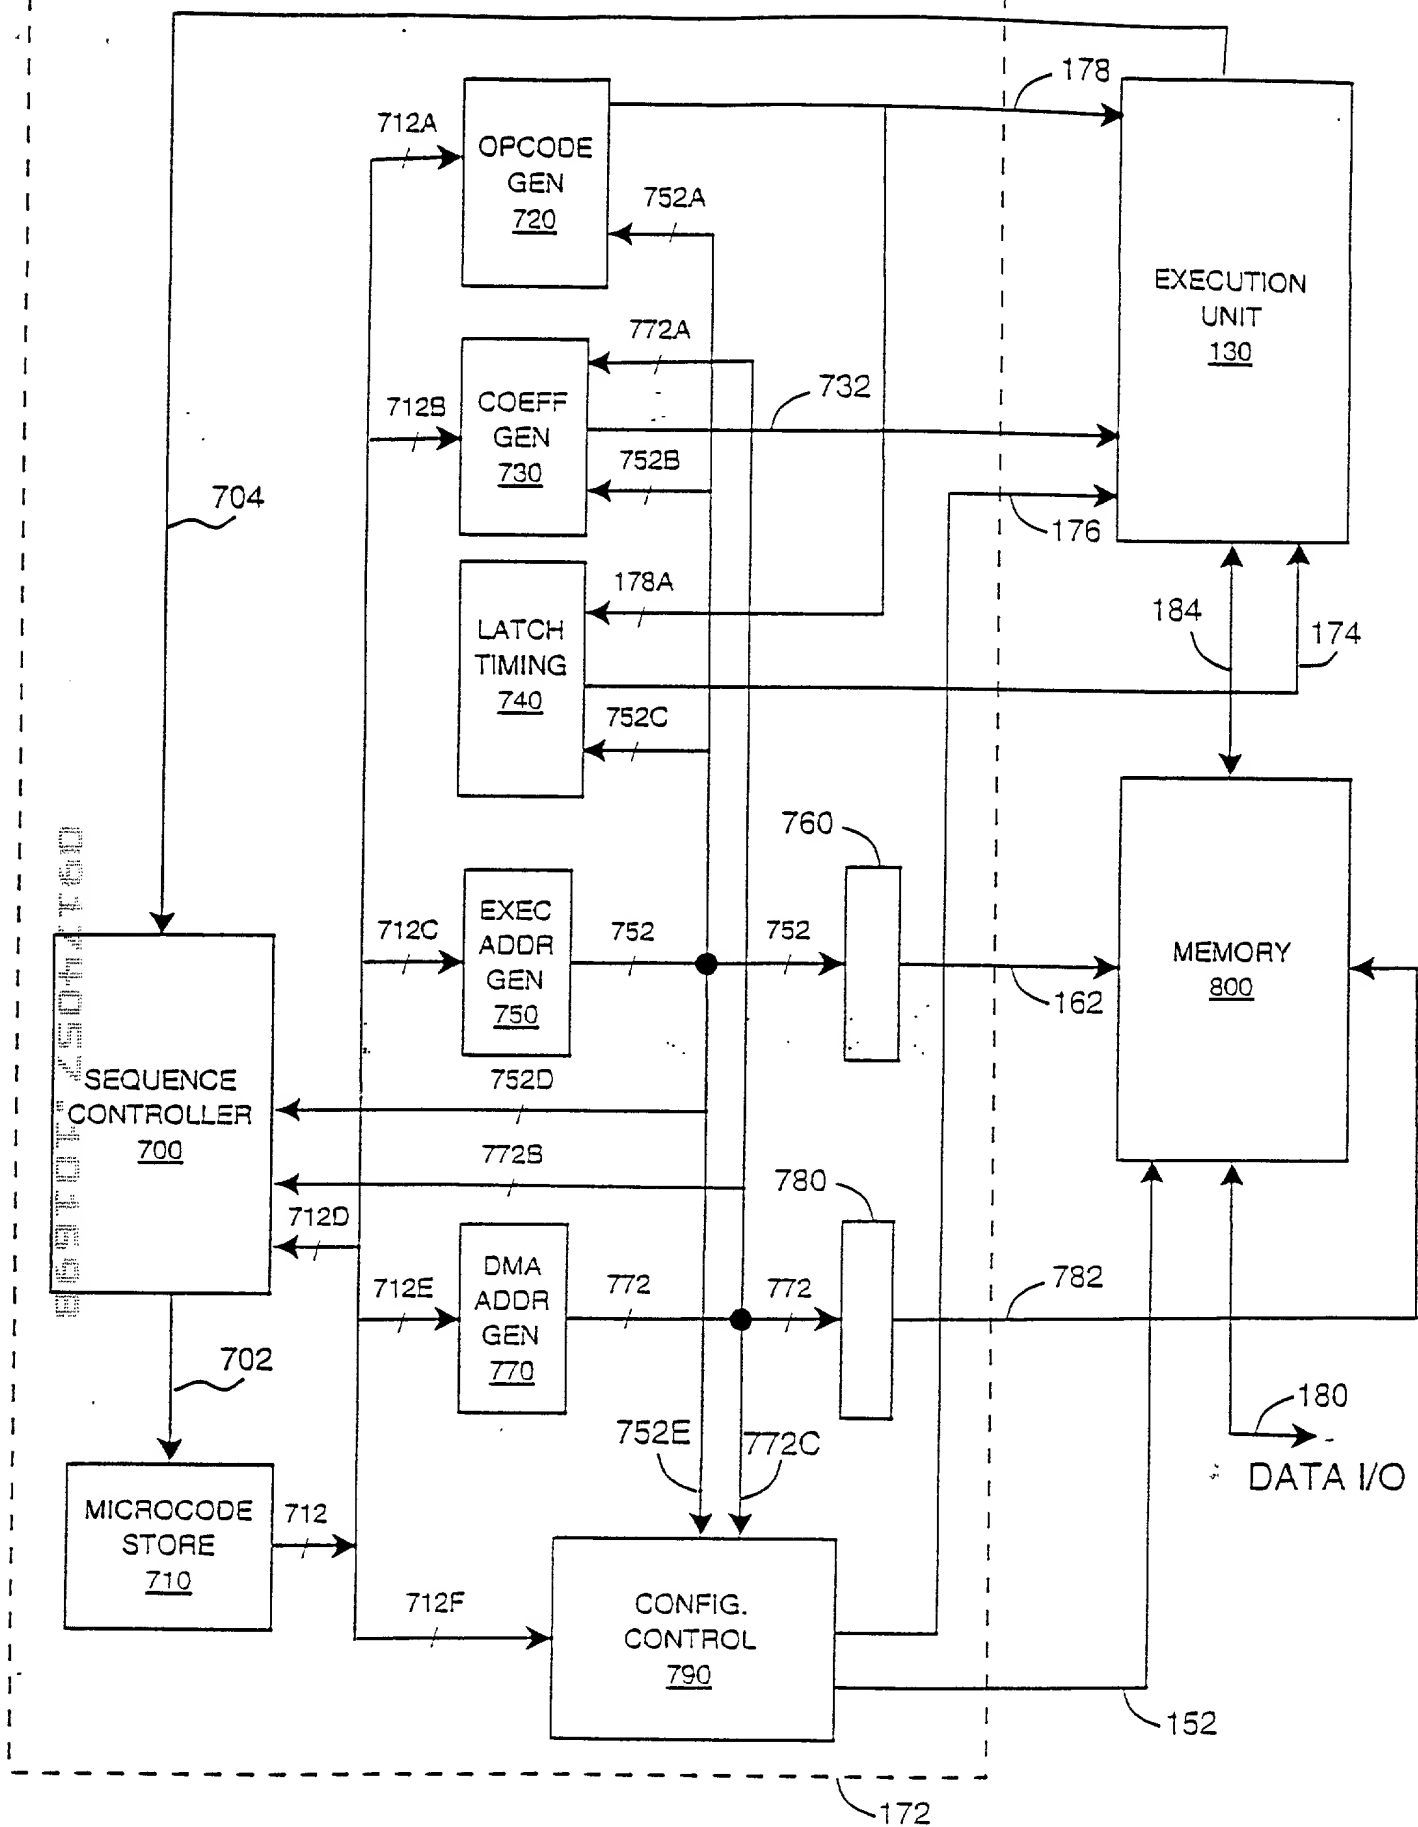 178
712A
OPCODE
GEN
720
752A
EXECUTION
UNIT
130
772A
712B
COEFF
GEN
730
732
752B
704
176
178A
LATCH
TIMING
740
184
174
752C
760
712C
EXEC
ADDR
GEN
750
752
752
MEMORY
800
162
SEQUENCE
CONTROLLER
700
752D
772B
780
712D
712E
DMA
ADDR
GEN
770
772
772
782
702
180
DATA I/O
752E
772C
MICROCODE
STORE
710
712
712F
CONFIG.
CONTROL
790
152
172